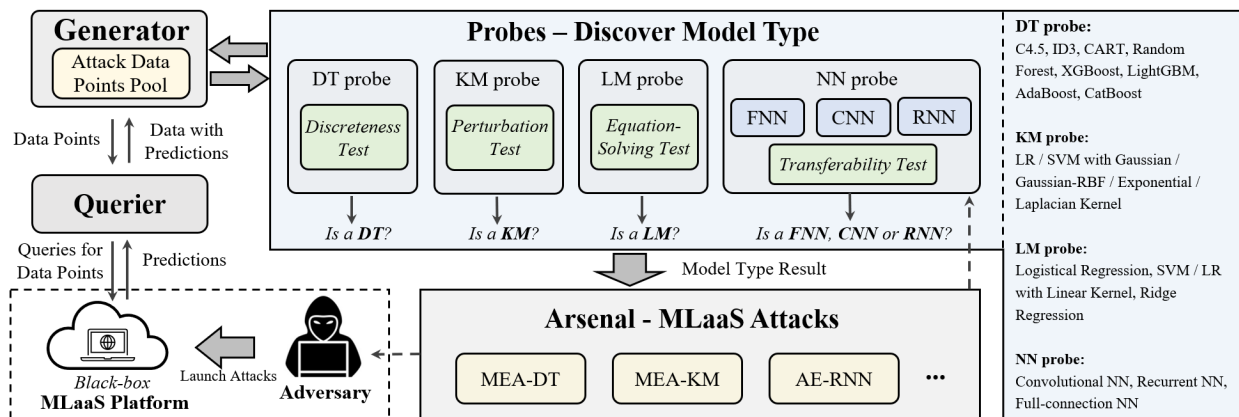 Generator
Attack Data
Points Pool
Data Points
Data with
Predictions
Querier
Queries for
Data Points
Predictions
Black-box
MLaaS Platform
Launch Attacks
Adversary
Probes – Discover Model Type
DT probe
Discreteness
Test
Is a DT?
KM probe
Perturbation
Test
Is a KM?
LM probe
Equation-
Solving Test
Is a LM?
NN probe
FNN
CNN
RNN
Transferability Test
Is a FNN, CNN or RNN?
Model Type Result
Arsenal - MLaaS Attacks
MEA-DT
MEA-KM
AE-RNN
...
DT probe:
C4.5, ID3, CART, Random
Forest, XGBoost, LightGBM,
AdaBoost, CatBoost
KM probe:
LR / SVM with Gaussian /
Gaussian-RBF / Exponential /
Laplacian Kernel
LM probe:
Logistical Regression, SVM / LR
with Linear Kernel, Ridge
Regression
NN probe:
Convolutional NN, Recurrent NN,
Full-connection NN